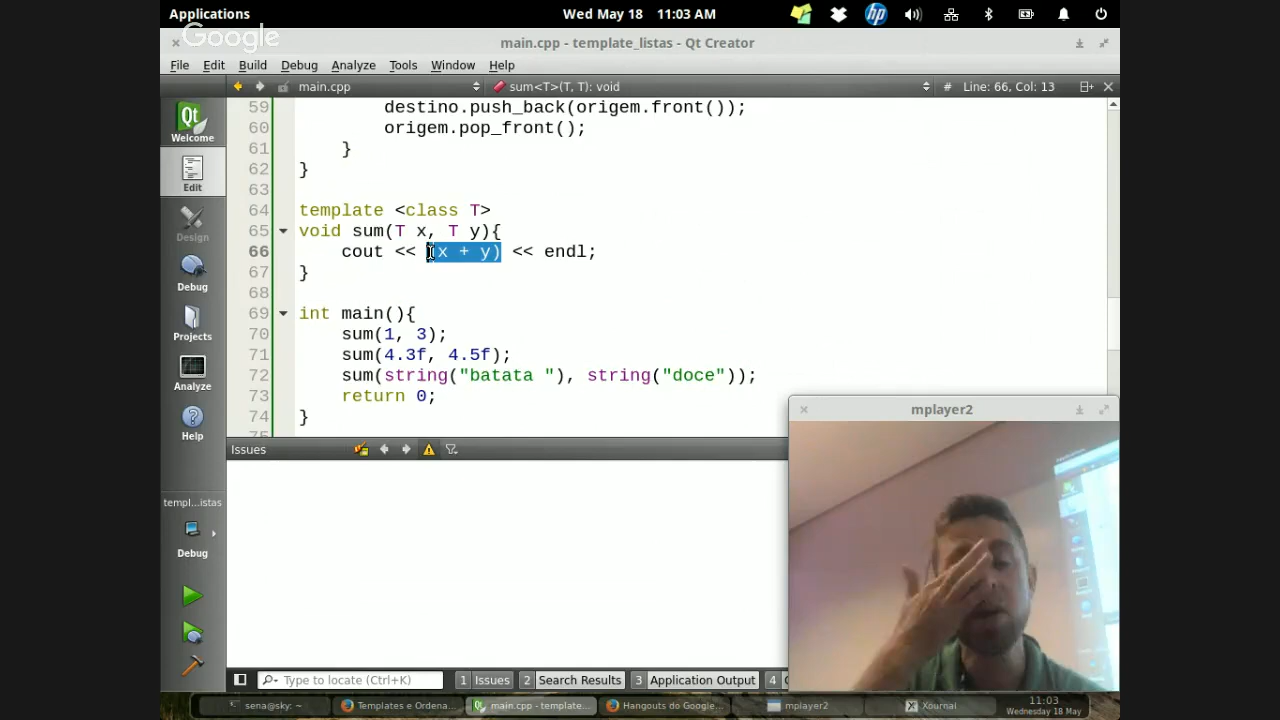 Applications
Wed May 18 11:03 AM
hp
Google
main.cpp - template_listas - Qt Creator
File Edit Build Debug Analyze Tools Window Help
main.cpp
sum<T>(T, T): void
# Line: 66, Col: 13
Qt
Welcome
Edit
Design
Debug
Projects
Analyze
Help
templ...istas
Debug
59 destino.push_back(origem.front());
60 origem.pop_front();
61 }
62 }
63
64 template <class T>
65 void sum(T x, T y){
66 cout << (x + y) << endl;
67 }
68
69 int main(){
70 sum(1, 3);
71 sum(4.3f, 4.5f);
72 sum(string("batata "), string("doce"));
73 return 0;
74 }
Issues
mplayer2
Type to locate (Ctrl+K)
1 Issues
2 Search Results
3 Application Output
4
sena@sky: ~
Templates e Ordena...
main.cpp - template...
Hangouts do Google...
mplayer2
Xournal
11:03
Wednesday 18 May